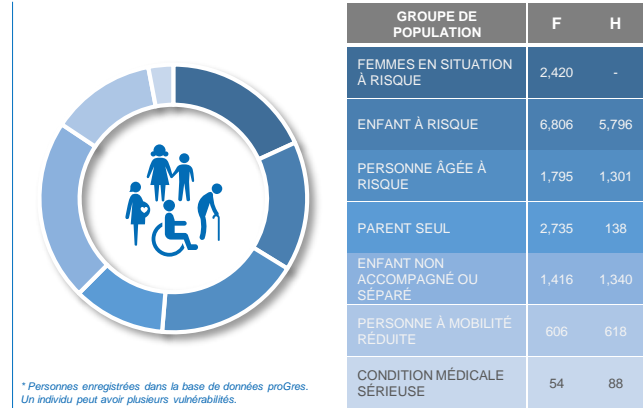 GROUPE DE
POPULATION F H
FEMMES EN SITUATION
À RISQUE 2,420 -
ENFANT À RISQUE 6,806 5,796
PERSONNE ÂGÉE À
RISQUE 1,795 1,301
PARENT SEUL 2,735 138
ENFANT NON
ACCOMPAGNÉ OU
SÉPARÉ 1,416 1,340
PERSONNE À MOBILITÉ
RÉDUITE 606 618
CONDITION MÉDICALE
SÉRIEUSE 54 88
* Personnes enregistrées dans la base de données proGres.
Un individu peut avoir plusieurs vulnérabilités.